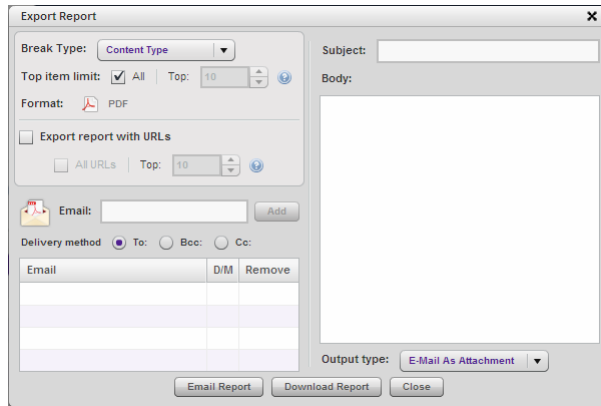 Export Report
Break Type: Content Type
Top item limit: All Top: 10
Format: PDF
Export report with URLs
All URLs Top: 10
Email: Add
Delivery method To: Bcc: Cc:
Email D/M Remove
Subject:
Body:
Output type: E-Mail As Attachment
Email Report Download Report Close